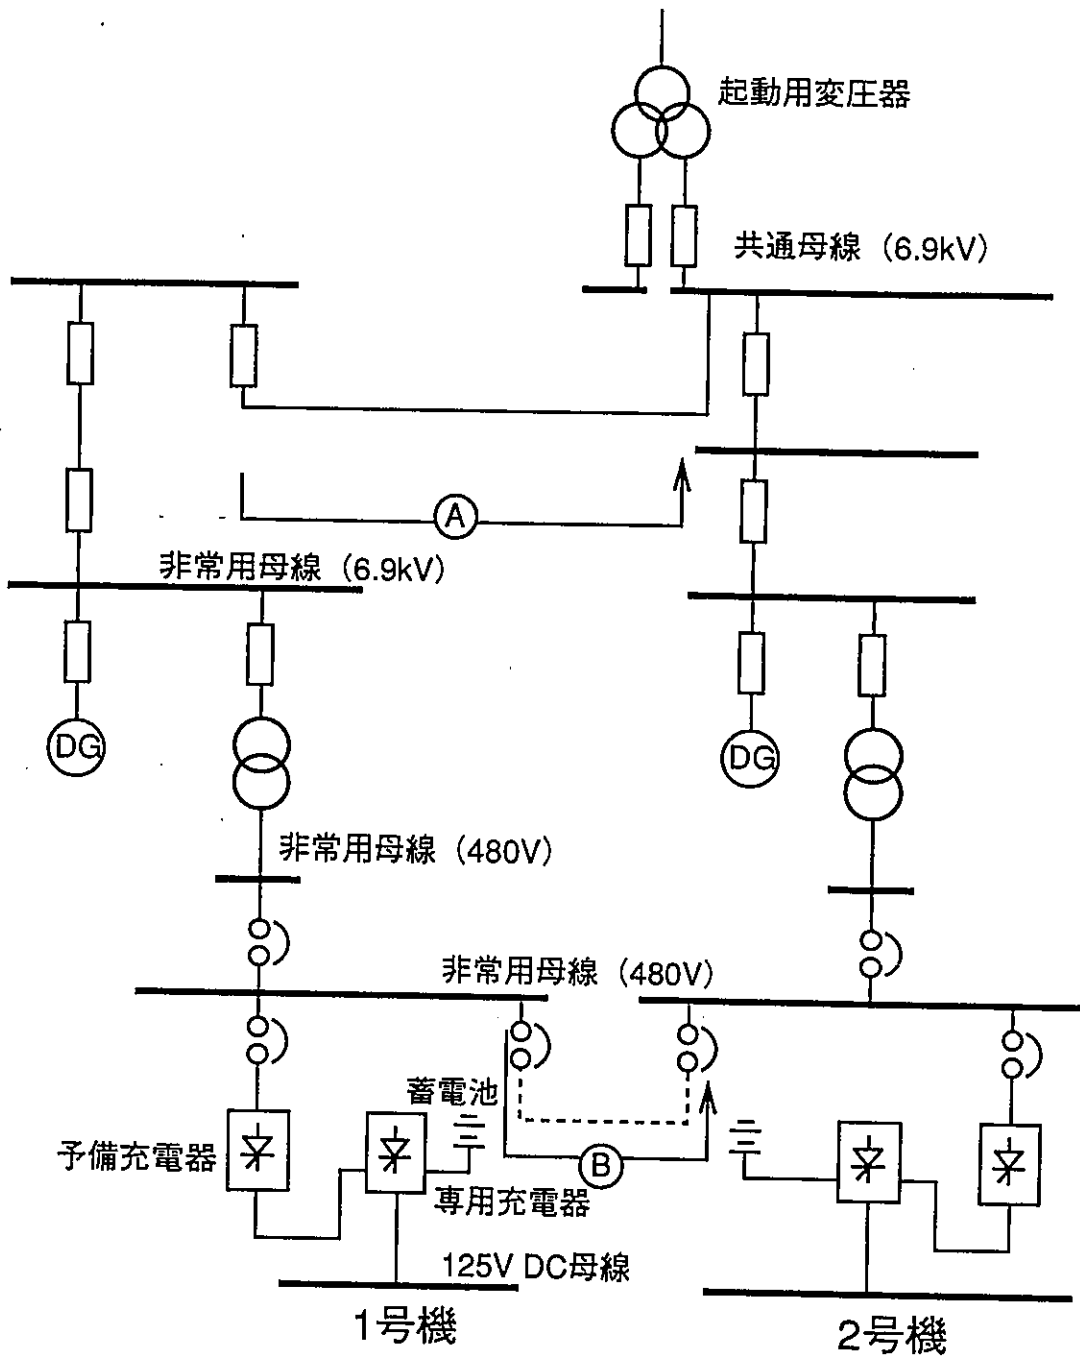 起動用変圧器
共通母線（6.9kV）
A
非常用母線（6.9kV）
DG
DG
非常用母線（480V）
非常用母線（480V）
蓄電池
予備充電器
B
専用充電器
125V DC母線
1号機
2号機